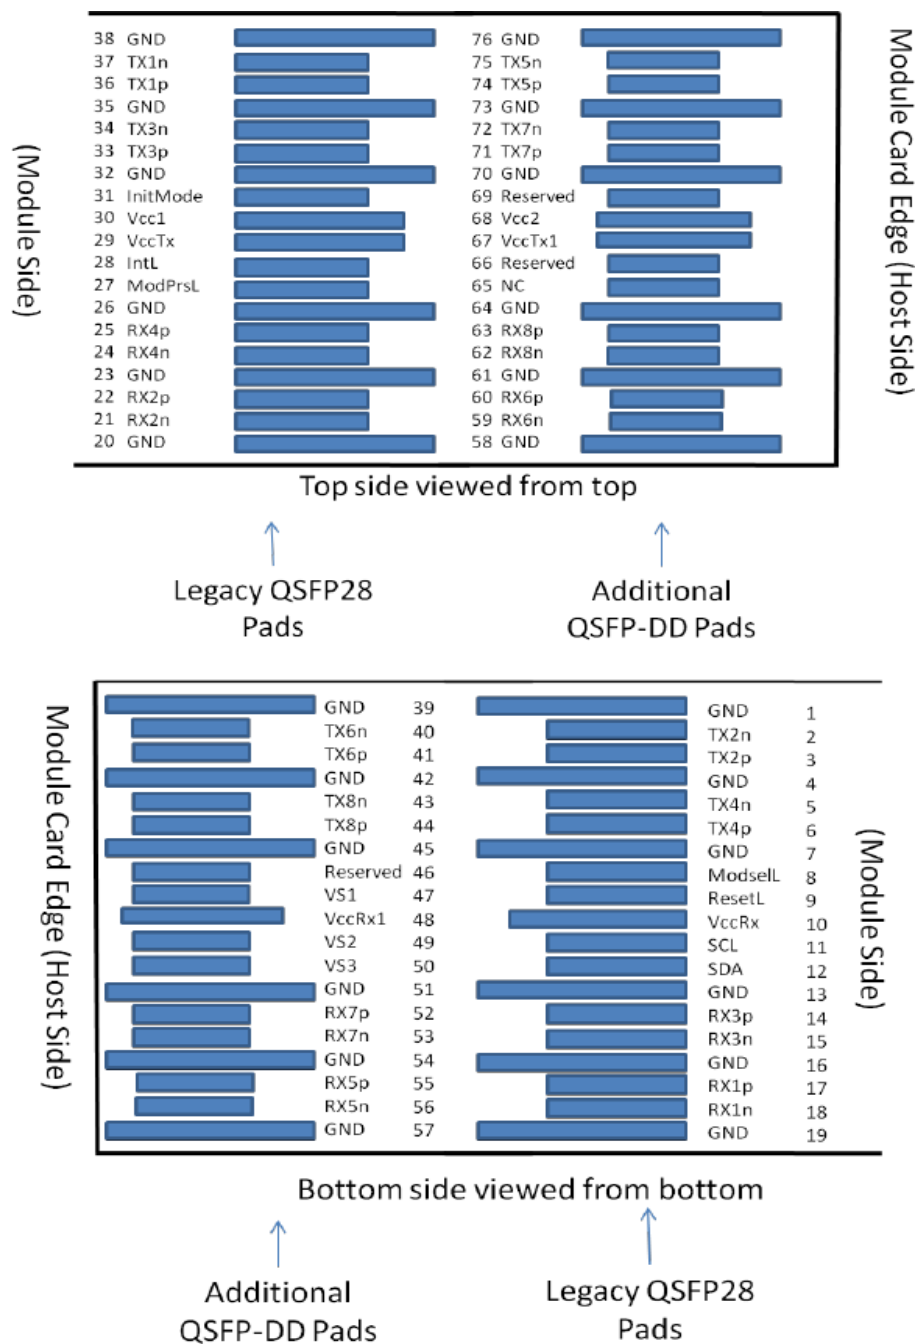 38 GND 76 GND
37 TX1n 75 TX5n
36 TX1p 74 TX5p
35 GND 73 GND
34 TX3n 72 TX7n
33 TX3p 71 TX7p
32 GND 70 GND
31 InitMode 69 Reserved
30 Vcc1 68 Vcc2
29 VccTx 67 VccTx1
28 IntL 66 Reserved
27 ModPrsL 65 NC
26 GND 64 GND
25 RX4p 63 RX8p
24 RX4n 62 RX8n
23 GND 61 GND
22 RX2p 60 RX6p
21 RX2n 59 RX6n
20 GND 58 GND
(Module Side)
Module Card Edge (Host Side)
Top side viewed from top
Legacy QSFP28
Pads
Additional
QSFP-DD Pads
Module Card Edge (Host Side)
GND 39 GND 1
TX6n 40 TX2n 2
TX6p 41 TX2p 3
GND 42 GND 4
TX8n 43 TX4n 5
TX8p 44 TX4p 6
GND 45 GND 7
Reserved 46 ModselL 8
VS1 47 ResetL 9
VccRx1 48 VccRx 10
VS2 49 SCL 11
VS3 50 SDA 12
GND 51 GND 13
RX7p 52 RX3p 14
RX7n 53 RX3n 15
GND 54 GND 16
RX5p 55 RX1p 17
RX5n 56 RX1n 18
GND 57 GND 19
(Module Side)
Bottom side viewed from bottom
Additional
QSFP-DD Pads
Legacy QSFP28
Pads